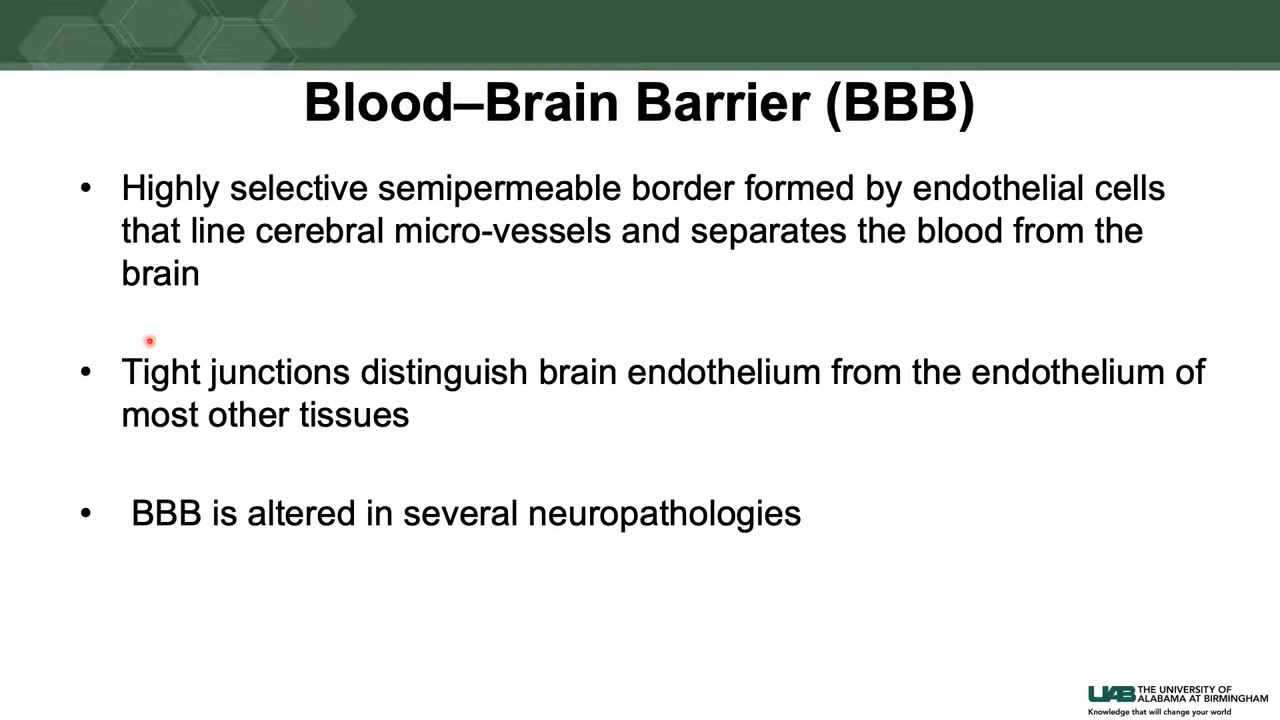 Blood–Brain Barrier (BBB)
• Highly selective semipermeable border formed by endothelial cells
that line cerebral micro-vessels and separates the blood from the
brain
• Tight junctions distinguish brain endothelium from the endothelium of
most other tissues
• BBB is altered in several neuropathologies
UAB THE UNIVERSITY OF
ALABAMA AT BIRMINGHAM
Knowledge that will change your world